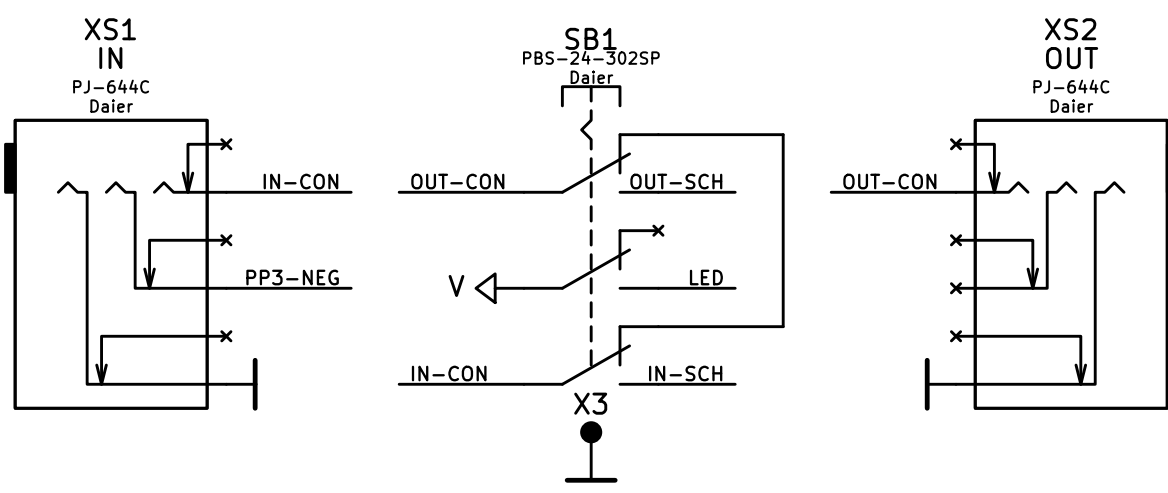 XS1
IN
PJ-644C
Daier
IN-CON
PP3-NEG
SB1
PBS-24-302SP
Daier
OUT-CON
OUT-SCH
V
LED
IN-CON
IN-SCH
X3
XS2
OUT
PJ-644C
Daier
OUT-CON